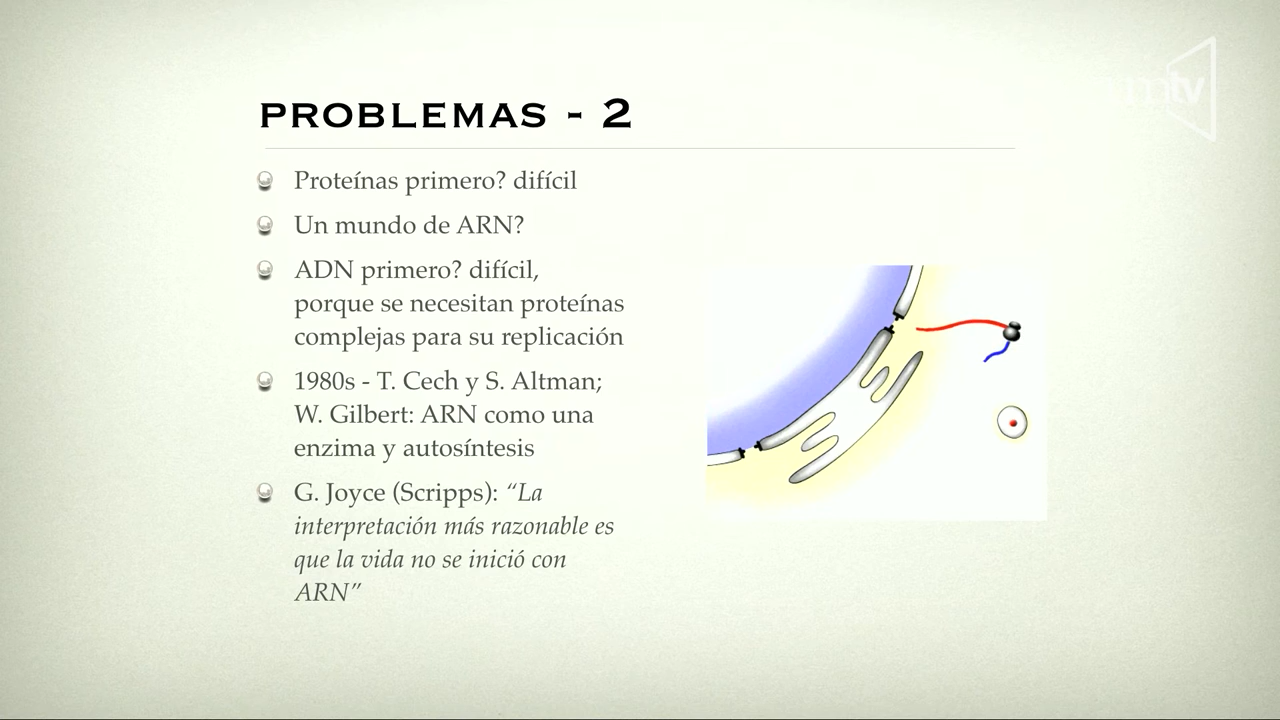 PROBLEMAS - 2
Proteínas primero? difícil
Un mundo de ARN?
ADN primero? difícil,
porque se necesitan proteínas
complejas para su replicación
1980s - T. Cech y S. Altman;
W. Gilbert: ARN como una
enzima y autosíntesis
G. Joyce (Scripps): “La
interpretación más razonable es
que la vida no se inició con
ARN”